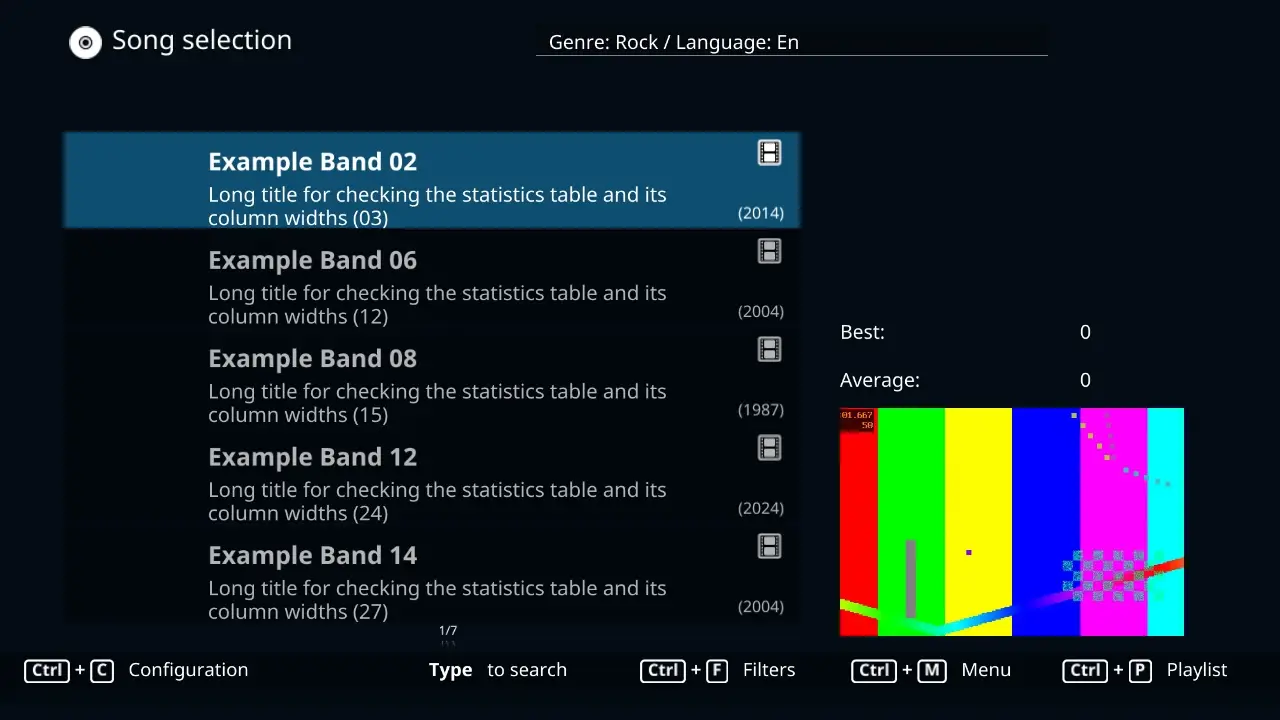 Song selection
Genre: Rock / Language: En
Example Band 02
Long title for checking the statistics table and its
column widths (03)
(2014)
Example Band 06
Long title for checking the statistics table and its
column widths (12)
(2004)
Example Band 08
Long title for checking the statistics table and its
column widths (15)
(1987)
Example Band 12
Long title for checking the statistics table and its
column widths (24)
(2024)
Example Band 14
Long title for checking the statistics table and its
column widths (27)
(2004)
1/7
Best: 0
Average: 0
01.667
50
Ctrl + C Configuration
Type to search
Ctrl + F Filters
Ctrl + M Menu
Ctrl + P Playlist